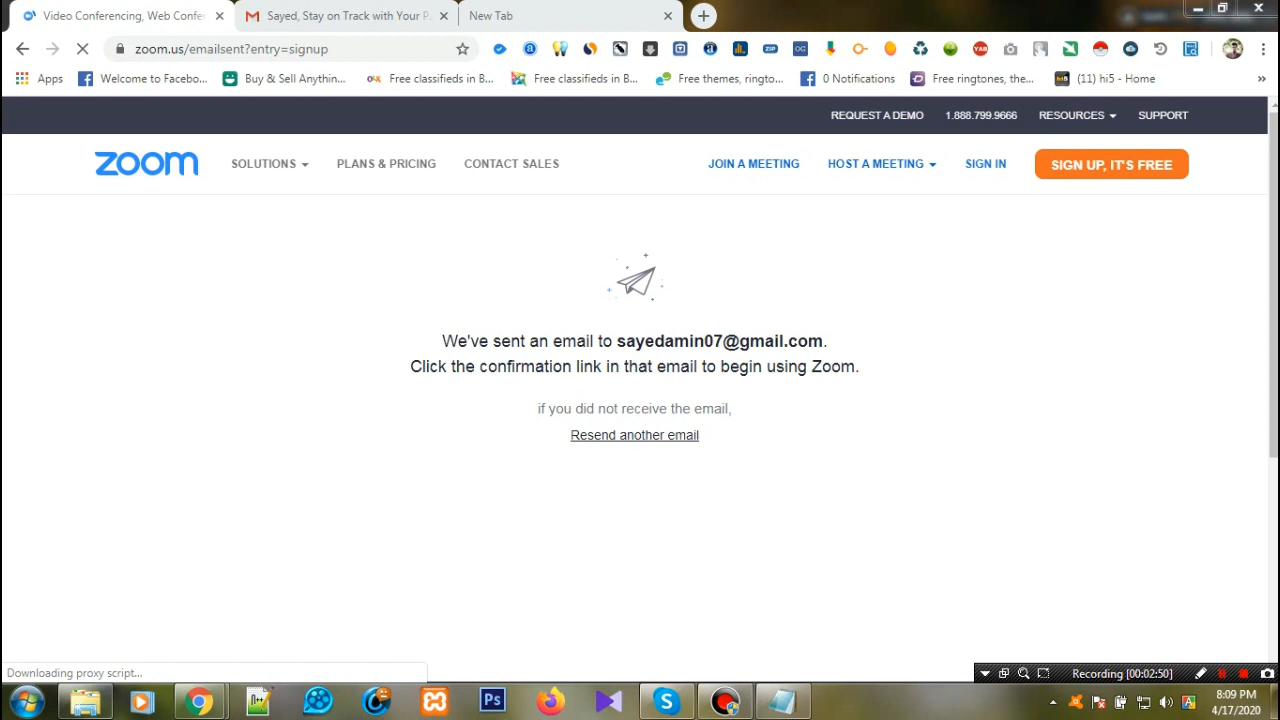 Video Conferencing, Web Confe
Sayed, Stay on Track with Your P
New Tab
zoom.us/emailsent?entry=signup
Apps
Welcome to Facebo...
Buy & Sell Anythin...
Free classifieds in B...
Free classifieds in B...
Free themes, ringto...
0 Notifications
Free ringtones, the...
(11) hi5 - Home
REQUEST A DEMO
1.888.799.9666
RESOURCES
SUPPORT
zoom
SOLUTIONS
PLANS & PRICING
CONTACT SALES
JOIN A MEETING
HOST A MEETING
SIGN IN
SIGN UP, IT'S FREE
We've sent an email to sayedamin07@gmail.com.
Click the confirmation link in that email to begin using Zoom.
if you did not receive the email,
Resend another email
Downloading proxy script...
Recording [00:02:50]
Ps
8:09 PM
4/17/2020